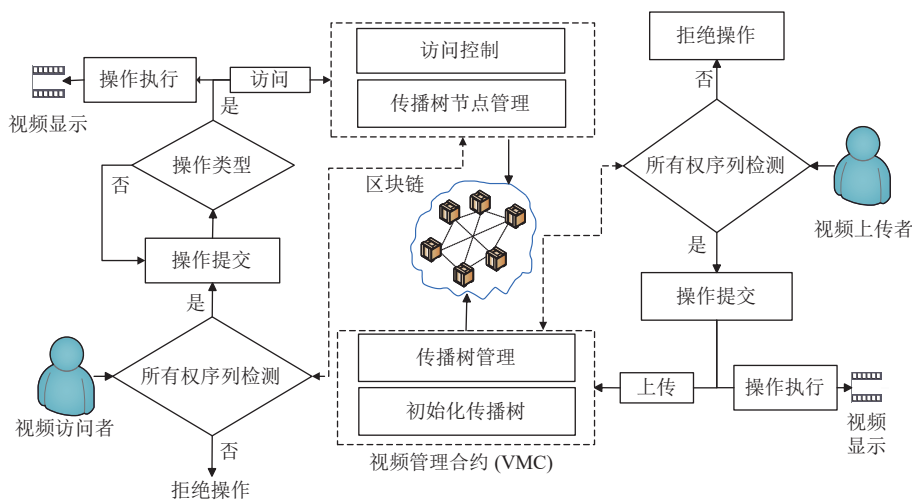 访问控制
拒绝操作
操作执行
访问
传播树节点管理
否
视频显示
是
操作类型
所有权序列检测
区块链
否
视频上传者
操作提交
是
操作提交
是
传播树管理
所有权序列检测
上传
操作执行
初始化传播树
视频访问者
视频
显示
否
视频管理合约 (VMC)
拒绝操作